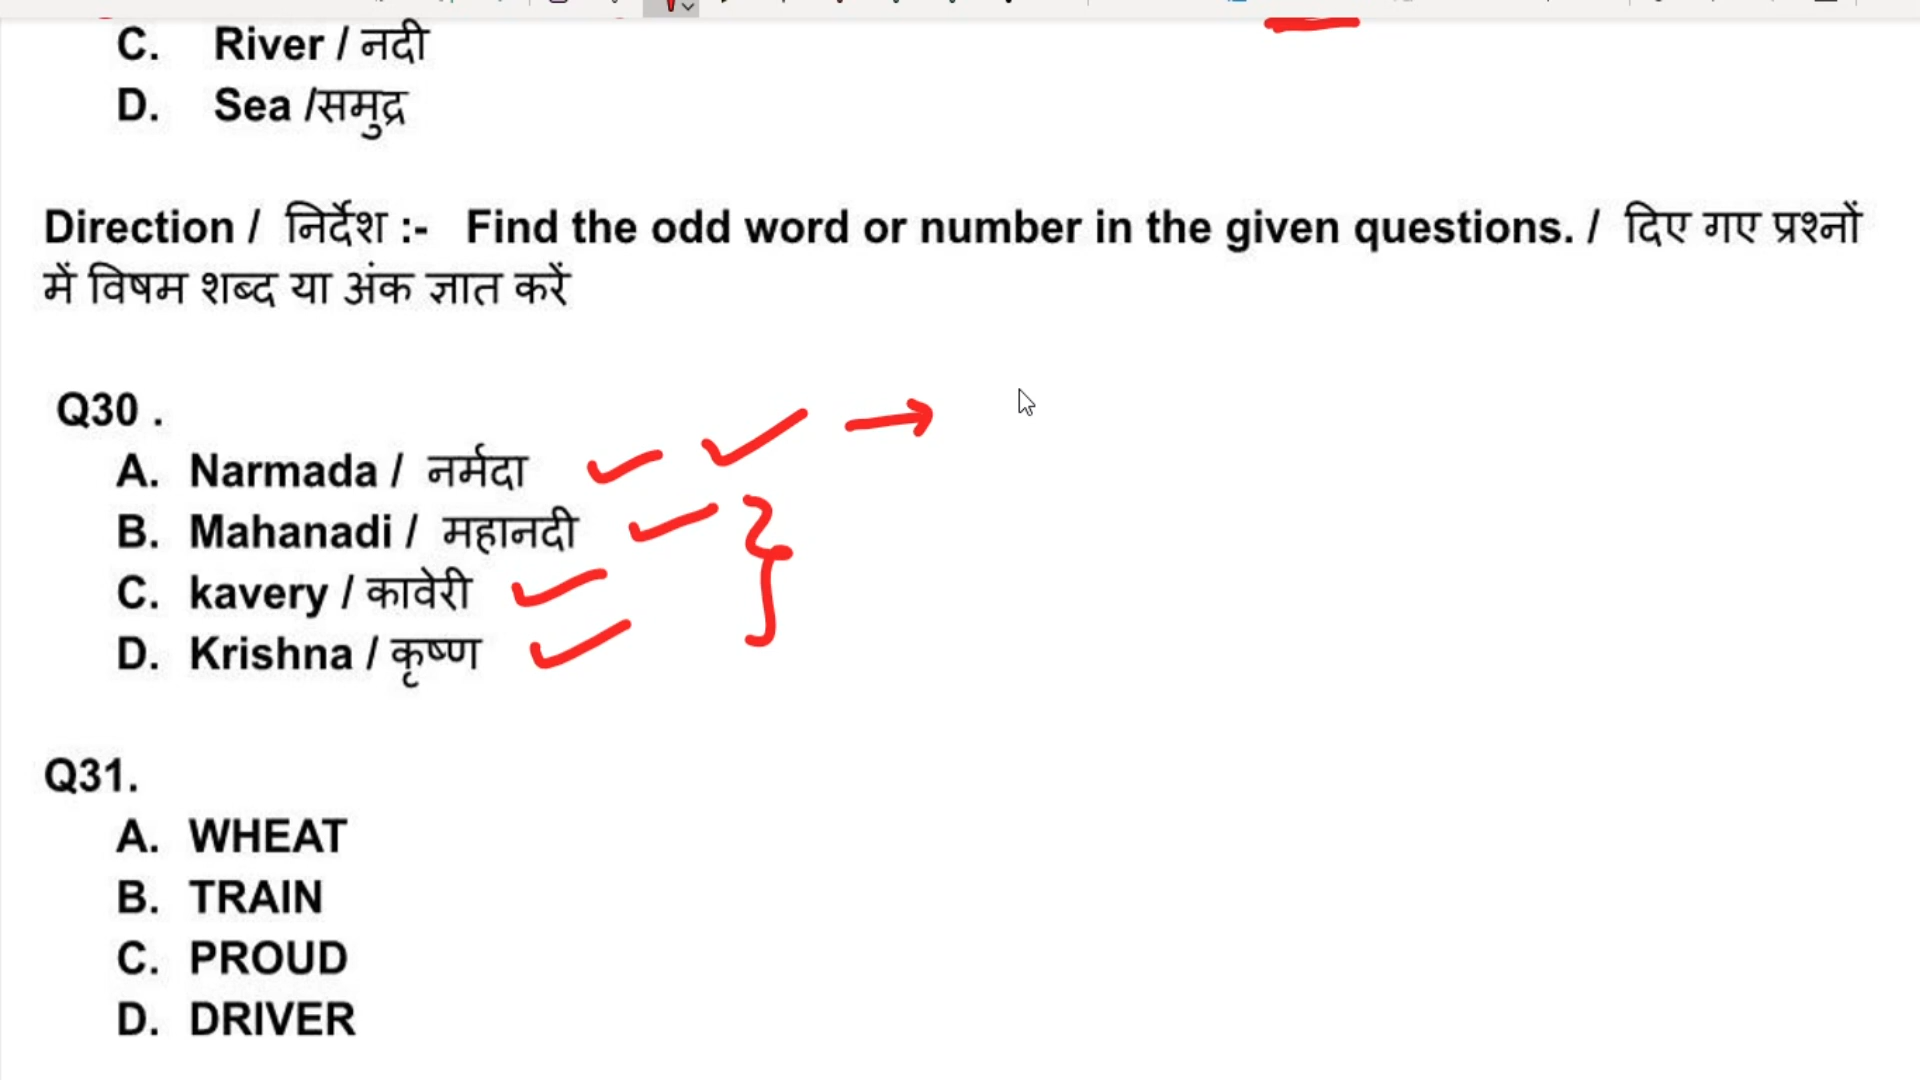 C. River / नदी
D. Sea /समुद्र
Direction / निर्देश :- Find the odd word or number in the given questions. / दिए गए प्रश्नों
में विषम शब्द या अंक ज्ञात करें
Q30 .
A. Narmada / नर्मदा
B. Mahanadi / महानदी
C. kavery / कावेरी
D. Krishna / कृष्ण
Q31.
A. WHEAT
B. TRAIN
C. PROUD
D. DRIVER